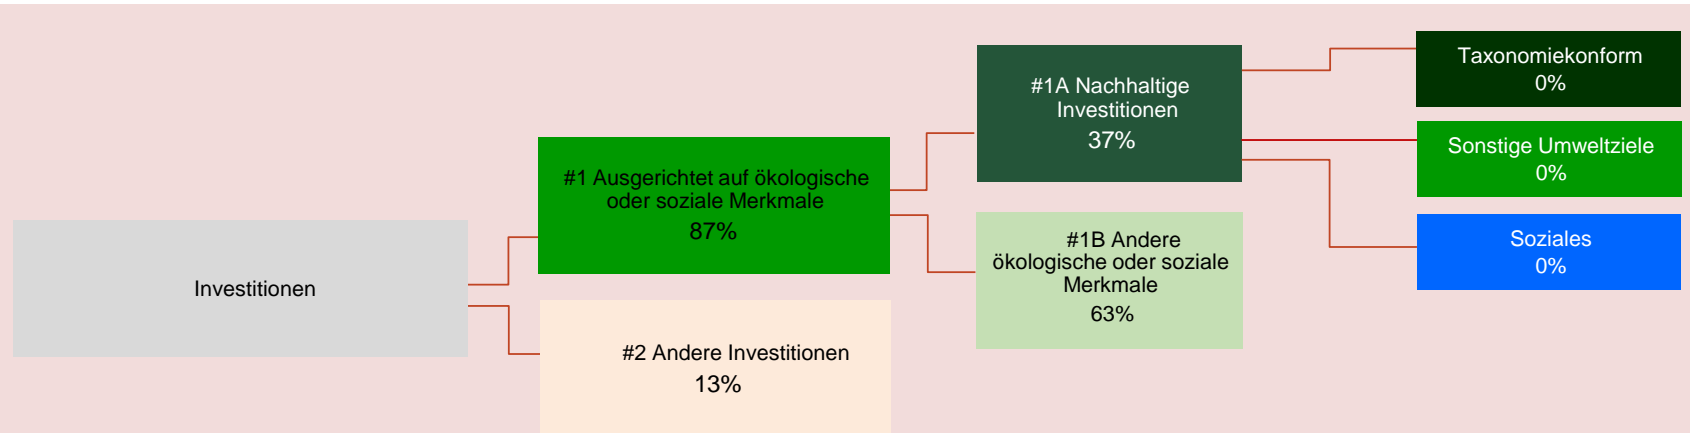 Investitionen
#1 Ausgerichtet auf ökologische
oder soziale Merkmale
87%
#2 Andere Investitionen
13%
#1A Nachhaltige
Investitionen
37%
#1B Andere
ökologische oder soziale
Merkmale
63%
Taxonomiekonform
0%
Sonstige Umweltziele
0%
Soziales
0%